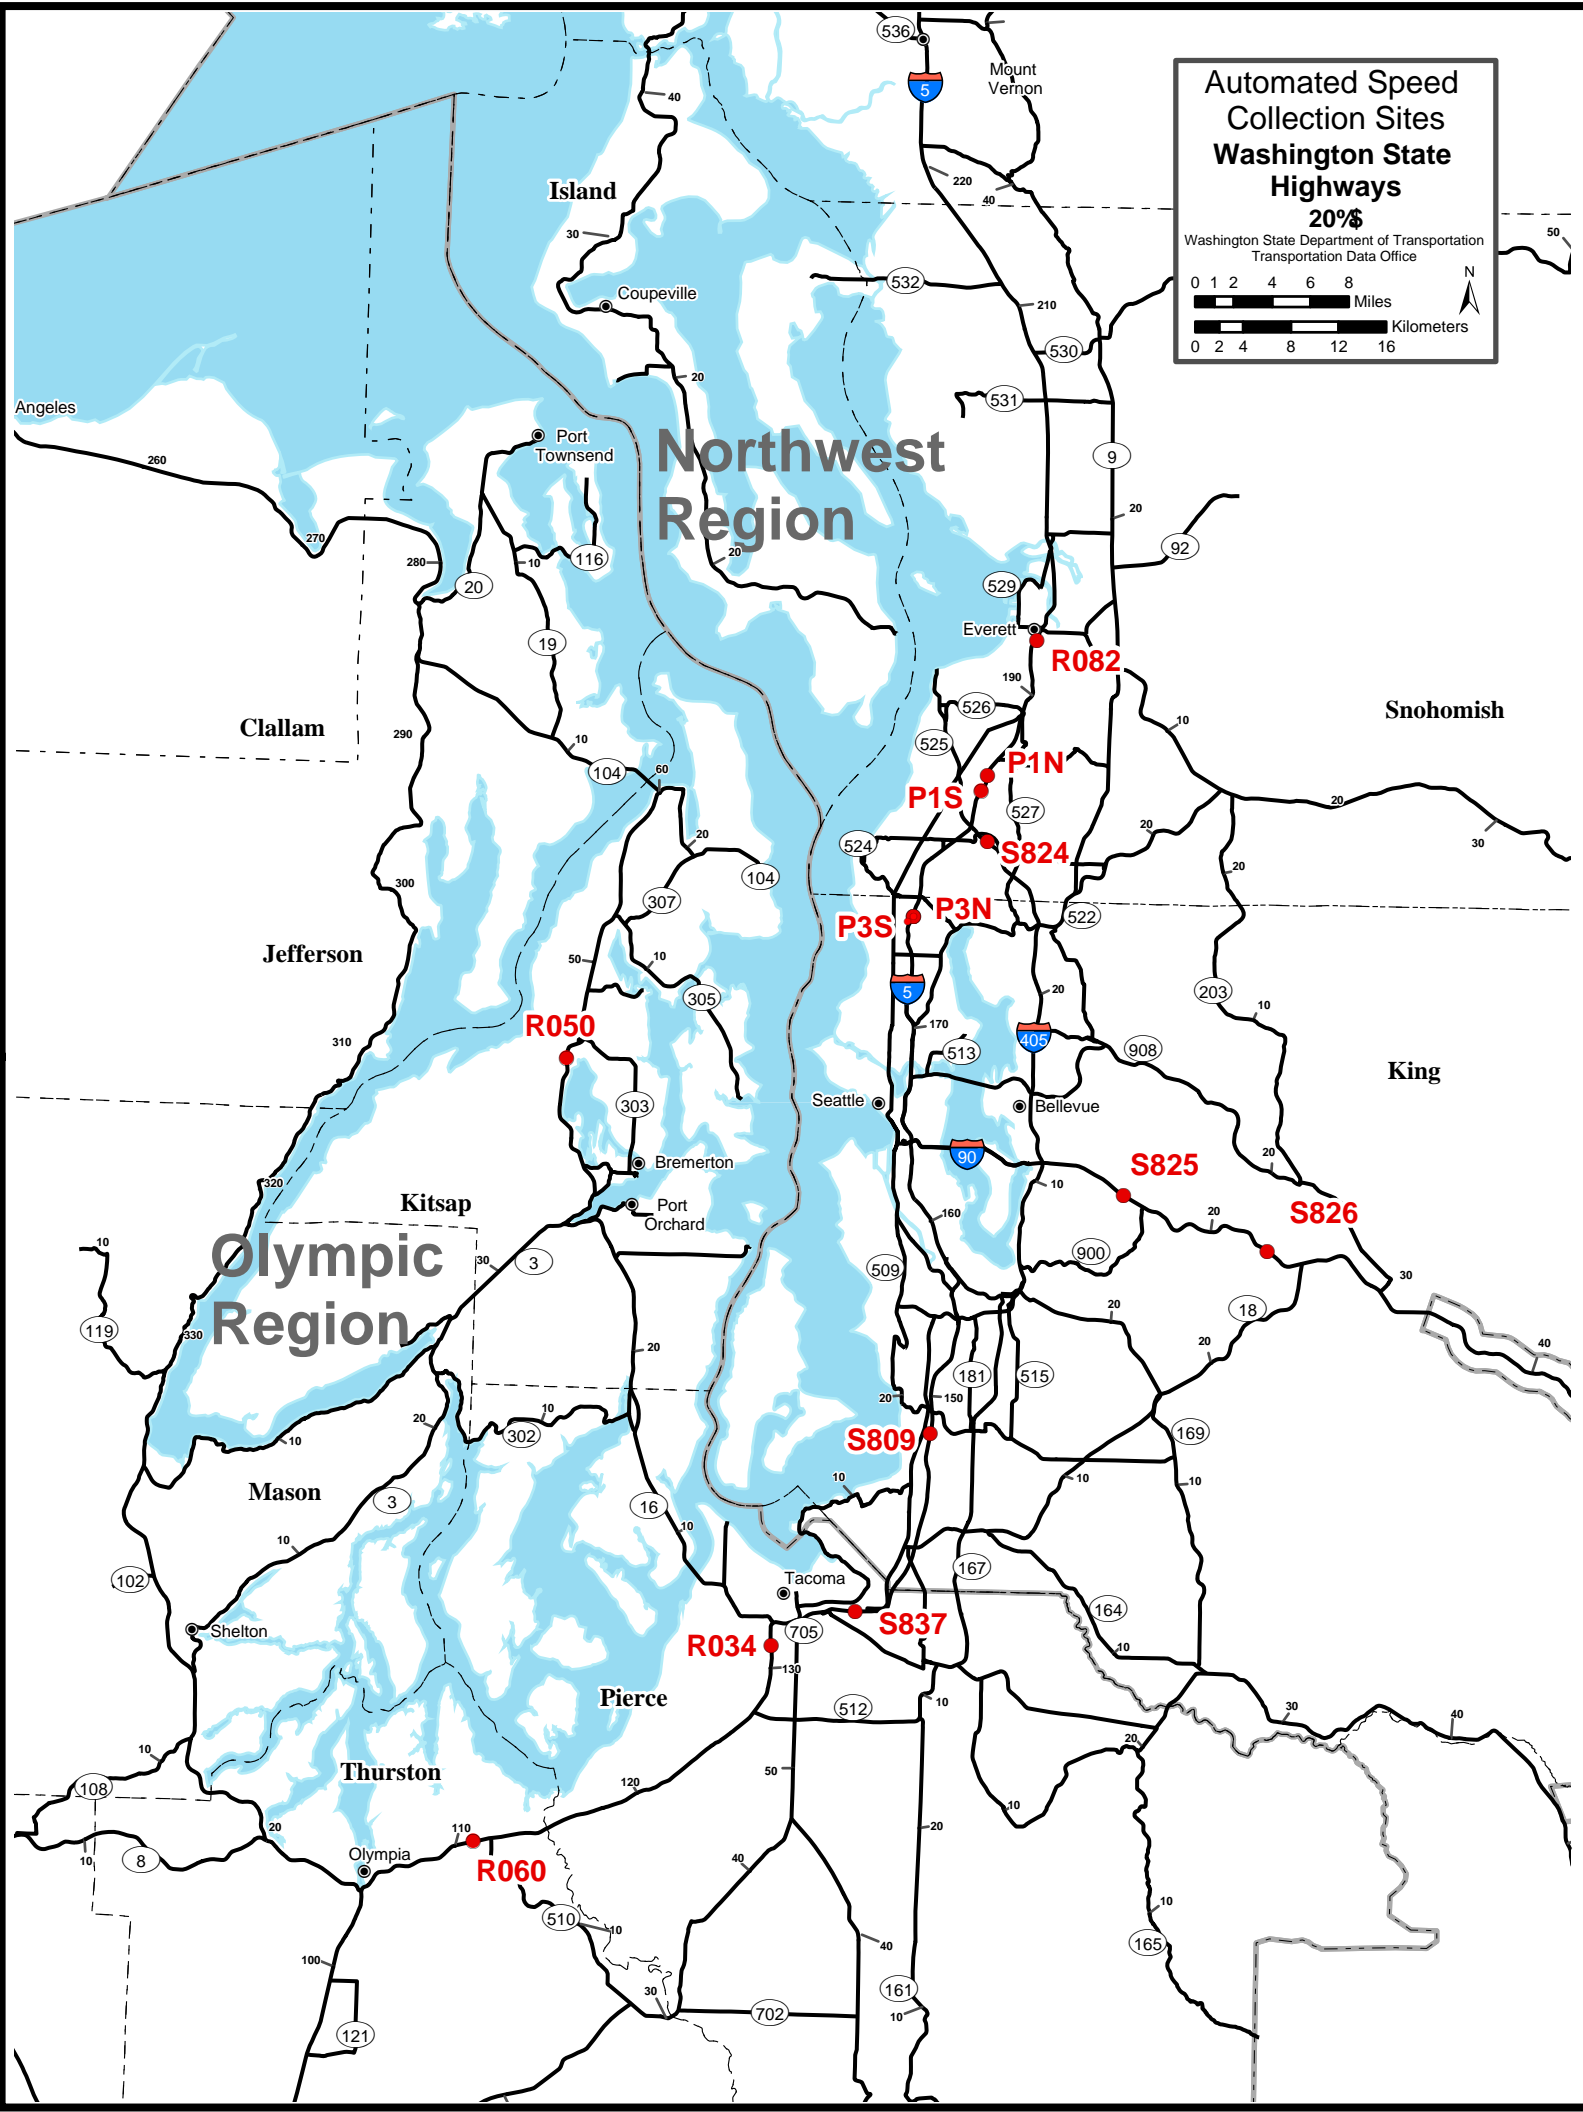 536
Mount
Vernon
5
Automated Speed
Collection Sites
Washington State
Highways
20%$
Washington State Department of Transportation
Transportation Data Office
0 1 2 4 6 8
Miles
Kilometers
0 2 4 8 12 16
N
40
220
40
Island
30
50
532
Coupeville
210
530
20
531
Angeles
Port
Townsend
Northwest
Region
260
9
20
270
280
10
116
20
92
20
529
19
Everett
R082
190
526
Snohomish
Clallam
290
10
10
525
104
60
P1N
P1S
527
20
20
524
20
S824
30
300
104
20
307
P3N
P3S
522
Jefferson
50
10
305
5
20
203
10
R050
170
310
513
405
908
King
303
Seattle
Bellevue
90
20
Bremerton
S825
320
10
Kitsap
Port
Orchard
160
20
S826
10
Olympic
Region
30
3
900
509
30
119
330
20
18
20
20
40
181
515
20
150
20
10
302
S809
169
10
Mason
3
10
10
10
16
10
10
102
Tacoma
167
164
Shelton
705
S837
R034
130
10
Pierce
10
512
30
40
20
10
Thurston
120
50
108
10
20
110
20
10
8
Olympia
R060
40
510
10
10
100
40
165
30
161
702
10
121